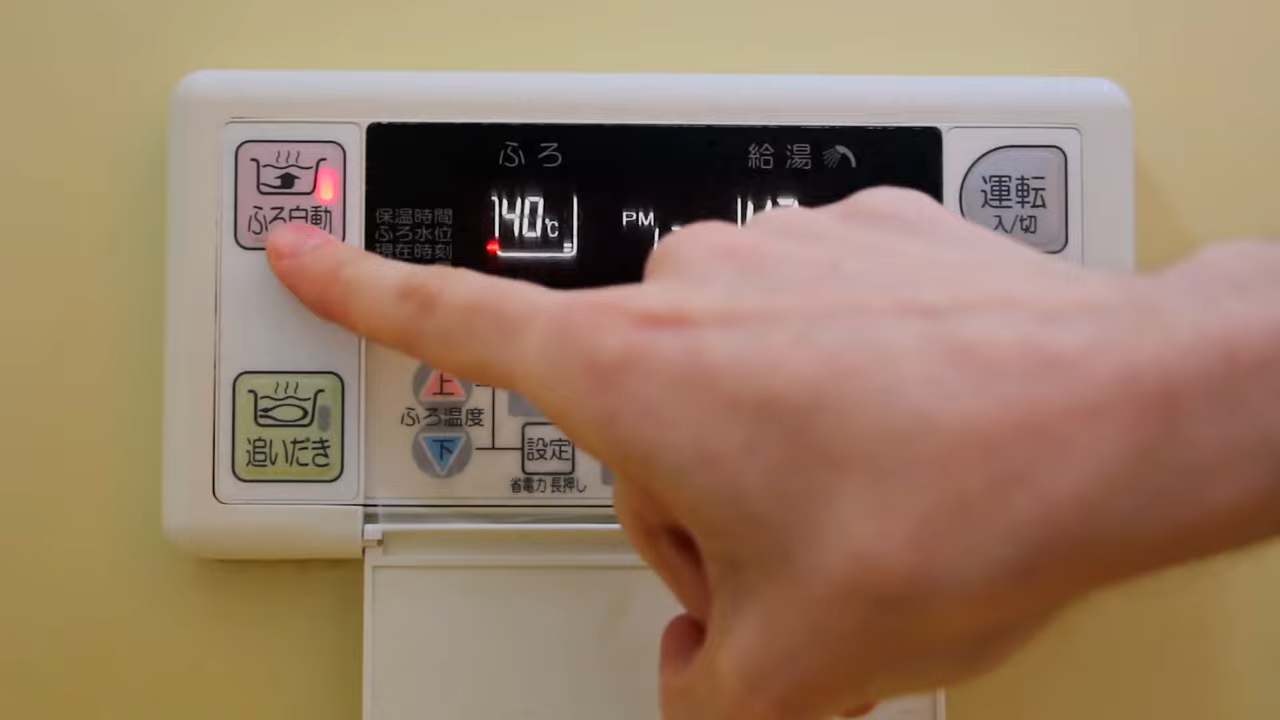 ふろ自動
追いだき
ふろ
給湯
保温時間
ふろ水位
現在時刻
40℃
PM
上
ふろ温度
下
設定
省電力 長押し
運転
入/切